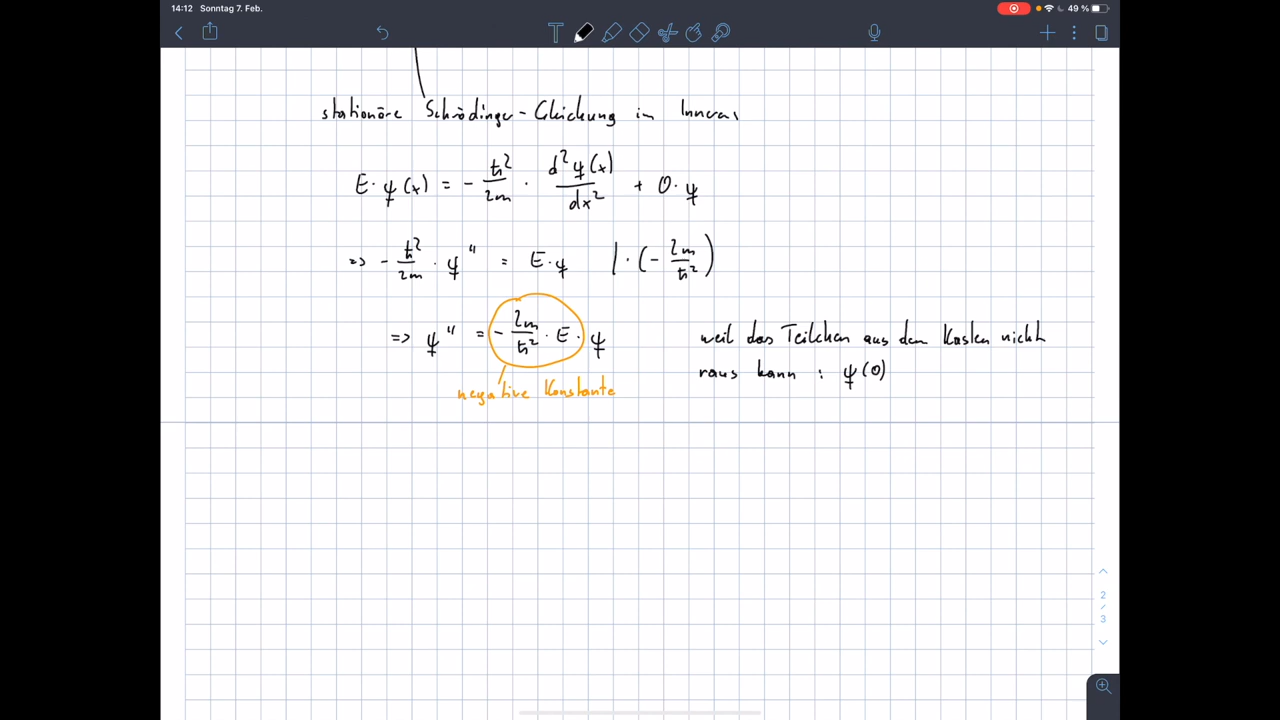 14:12 Sonntag 7. Feb.
49 %
stationäre Schrödinger-Gleichung im Inneren
E·ψ(x) = - ħ²/2m · d²ψ(x)/dx² + 0·ψ
=> - ħ²/2m · ψ'' = E·ψ |·(- 2m/ħ²)
=> ψ'' = - 2m/ħ² · E · ψ
negative Konstante
weil das Teilchen aus dem Kasten nicht
raus kann : ψ(0)
2
/
3